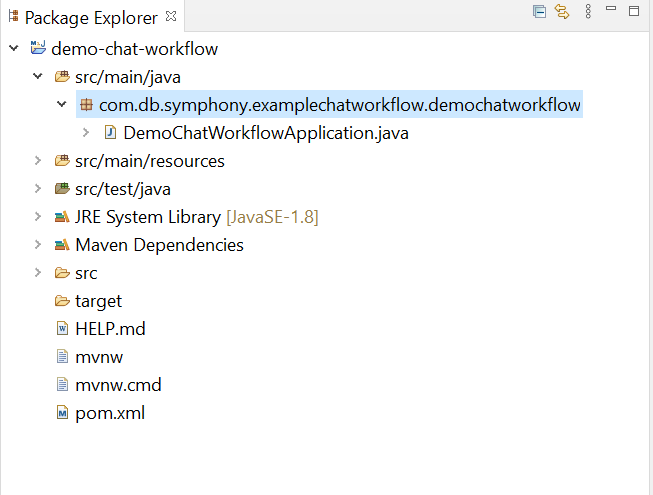 Package Explorer
demo-chat-workflow
src/main/java
com.db.symphony.examplechatworkflow.demochatworkflow
DemoChatWorkflowApplication.java
src/main/resources
src/test/java
JRE System Library [JavaSE-1.8]
Maven Dependencies
src
target
HELP.md
mvnw
mvnw.cmd
pom.xml